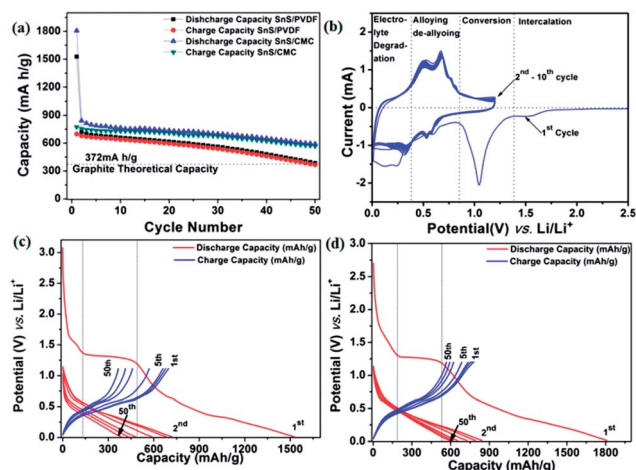 (a)
Dishcharge Capacity SnS/PVDF
Charge Capacity SnS/PVDF
Dishcharge Capacity SnS/CMC
Charge Capacity SnS/CMC
Capacity (mA h/g)
1800
1500
1200
900
600
300
0
372mA h/g
Graphite Theoretical Capacity
0 10 20 30 40 50
Cycle Number
(b)
Electro-
lyte
Degrad-
ation
Alloying
de-alloying
Conversion
Intercalation
2nd - 10th
cycle
1st Cycle
Current(mA)
2
1
0
-1
-2
0.0 0.5 1.0 1.5 2.0 2.5
Potential(V) vs. Li/Li+
(c)
Discharge Capacity (mAh/g)
Charge Capacity (mAh/g)
Potential (V) vs. Li/Li+
3.5
3.0
2.5
2.0
1.5
1.0
0.5
0.0
50th
5th
1st
50th
2nd
1st
0 300 600 900 1200 1500
Capacity (mAh/g)
(d)
Discharge Capacity (mAh/g)
Charge Capacity (mAh/g)
Potential (V) vs. Li/Li+
3.0
2.5
2.0
1.5
1.0
0.5
0.0
50th
5th
1st
50th
2nd
1st
0 300 600 900 1200 1500 1800
Capacity (mAh/g)